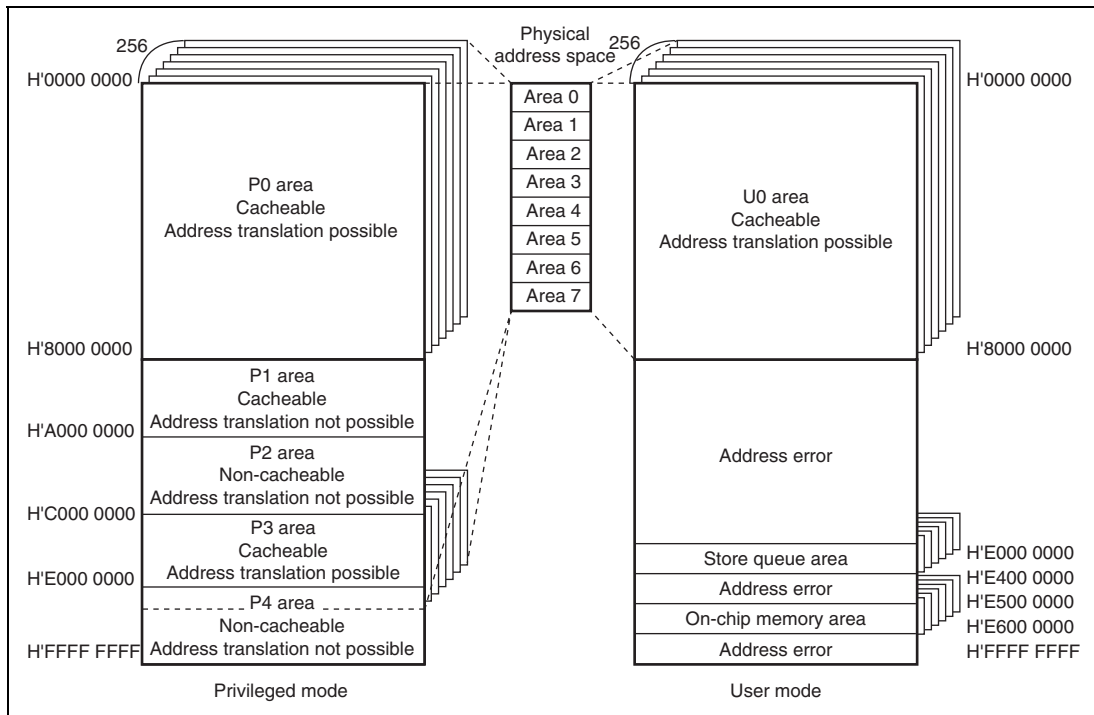 Physical
address space
256
H'0000 0000
P0 area
Cacheable
Address translation possible
H'8000 0000
P1 area
Cacheable
Address translation not possible
H'A000 0000
P2 area
Non-cacheable
Address translation not possible
H'C000 0000
P3 area
Cacheable
Address translation possible
H'E000 0000
P4 area
Non-cacheable
Address translation not possible
H'FFFF FFFF
Privileged mode
Area 0
Area 1
Area 2
Area 3
Area 4
Area 5
Area 6
Area 7
256
H'0000 0000
U0 area
Cacheable
Address translation possible
H'8000 0000
Address error
Store queue area
H'E000 0000
Address error
H'E400 0000
On-chip memory area
H'E500 0000
Address error
H'E600 0000
H'FFFF FFFF
User mode